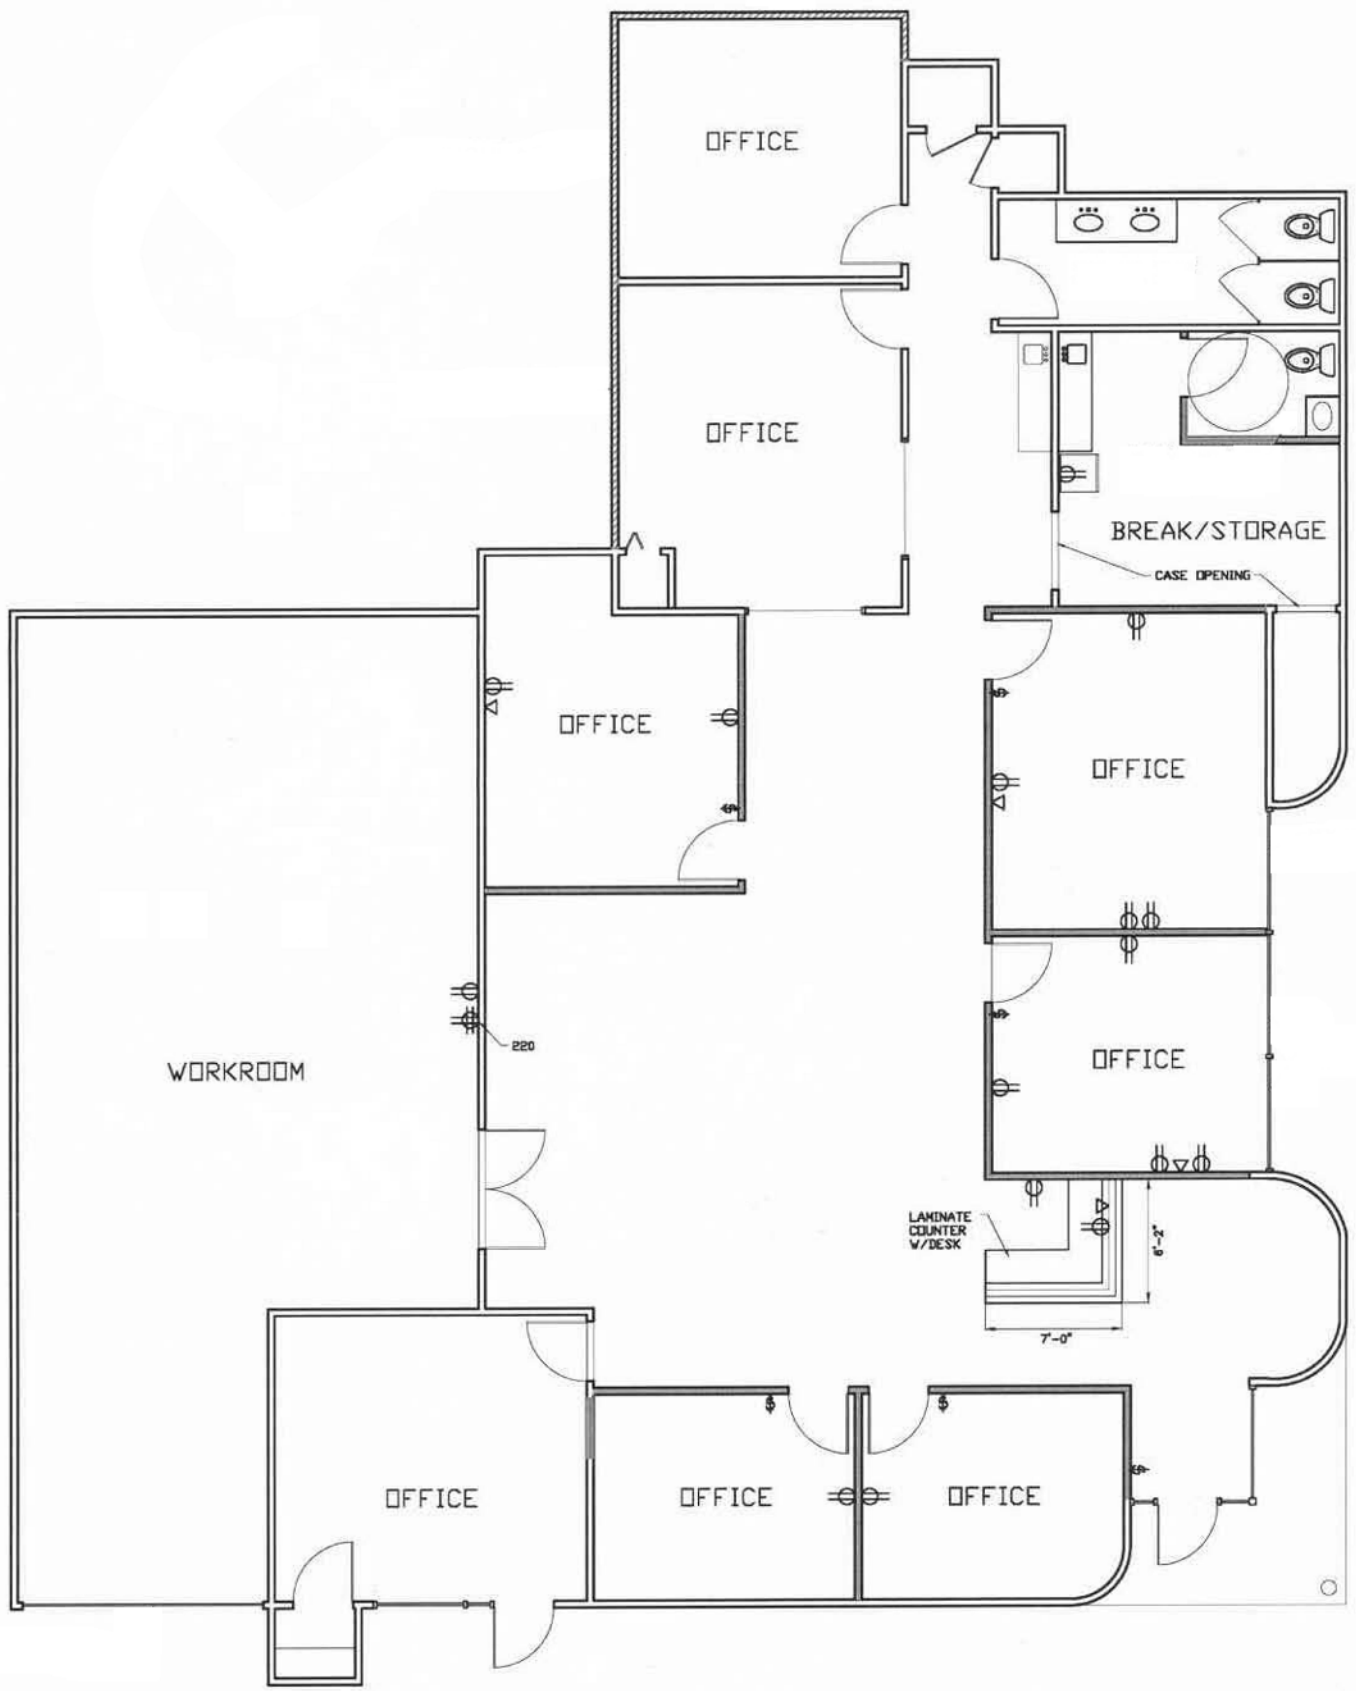 OFFICE
OFFICE
BREAK/STORAGE
CASE OPENING
OFFICE
OFFICE
$
$
OFFICE
$
220
WORKROOM
OFFICE
LAMINATE
COUNTER
W/DESK
6'-2"
7'-0"
$
$
$
OFFICE
OFFICE
OFFICE